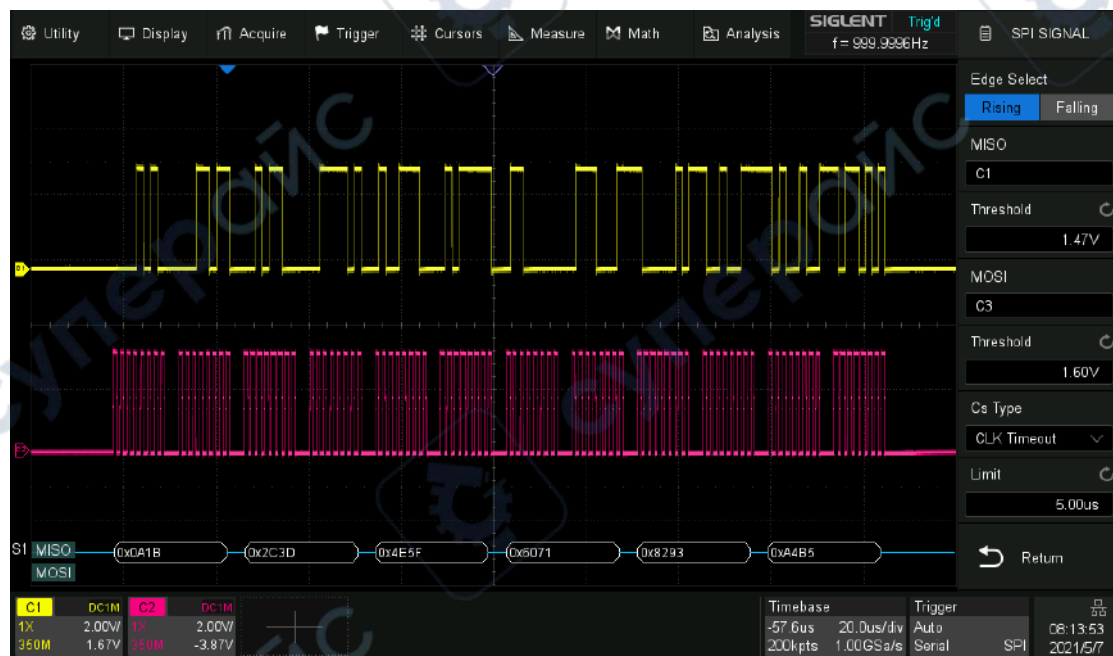 Utility Display Acquire Trigger Cursors Measure Math Analysis
SIGLENT Trig'd
f = 999.9996Hz
SPI SIGNAL
Edge Select
Rising Falling
MISO
C1
Threshold
1.47V
MOSI
C3
Threshold
1.60V
Cs Type
CLK Timeout
Limit
5.00us
Return
суперайс
суперайс
суперайс
S1 MISO 0x0A1B 0x2C3D 0x4E5F 0x6071 0x8293 0xA4B5
MOSI
C1 DC1M C2 DC1M
1X 2.00V/ 1X 2.00V/
350M 1.67V 350M -3.87V
Timebase Trigger
-57.6us 20.0us/div Auto
200kpts 1.00GSa/s Serial SPI
08:13:53
2021/5/7